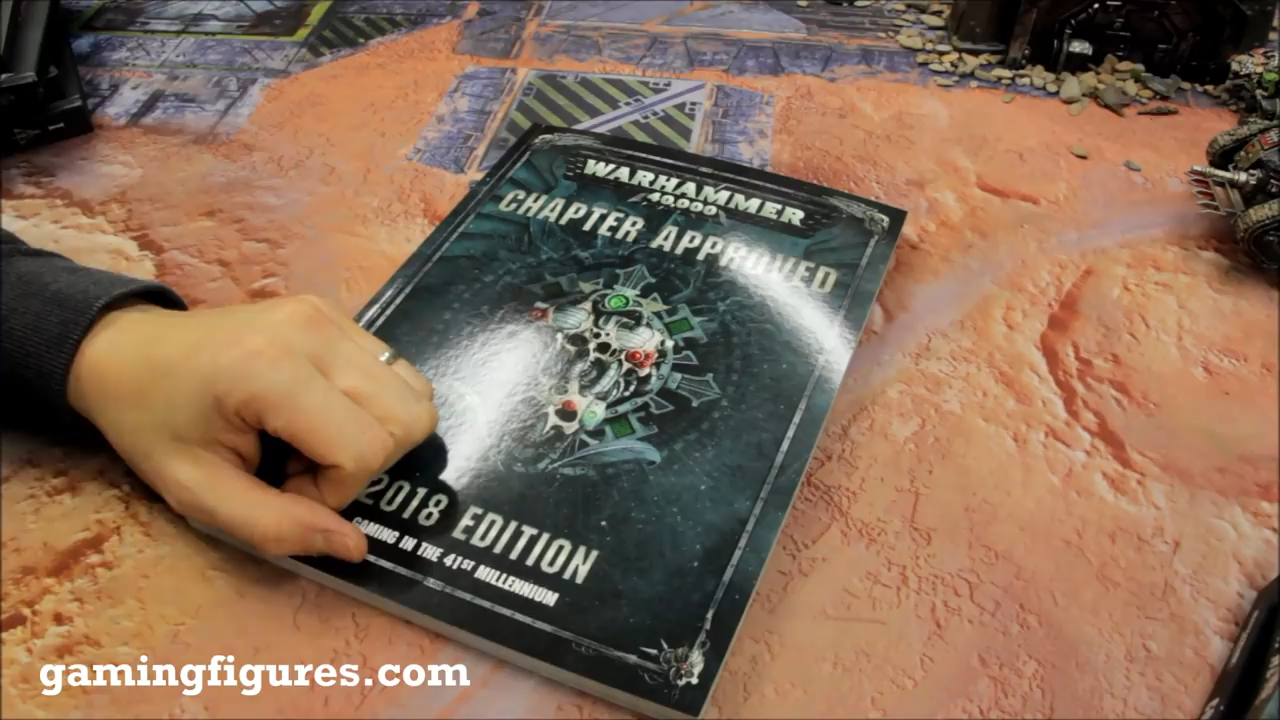 WARHAMMER
40,000
CHAPTER APPROVED
2018 EDITION
GAMING IN THE 41ST MILLENNIUM
gamingfigures.com